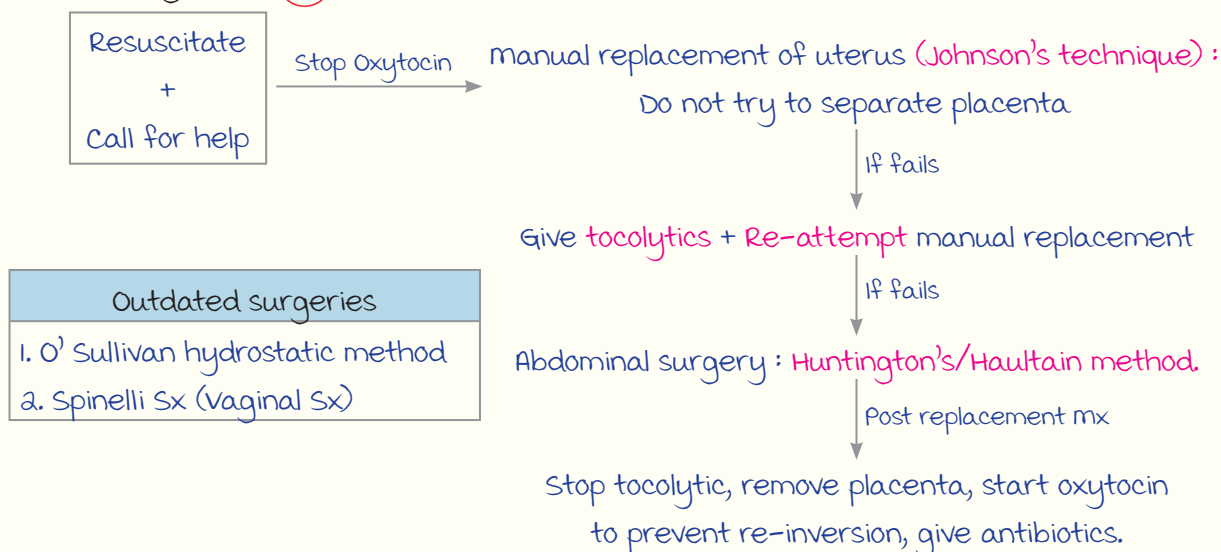 Resuscitate
+
Call for help
Stop Oxytocin
manual replacement of uterus (Johnson's technique) :
Do not try to separate placenta
If fails
Give tocolytics + Re-attempt manual replacement
If fails
Abdominal surgery : Huntington's/Haultain method.
Post replacement mx
Stop tocolytic, remove placenta, start oxytocin
to prevent re-inversion, give antibiotics.
Outdated surgeries
1. O' Sullivan hydrostatic method
2. Spinelli Sx (Vaginal Sx)